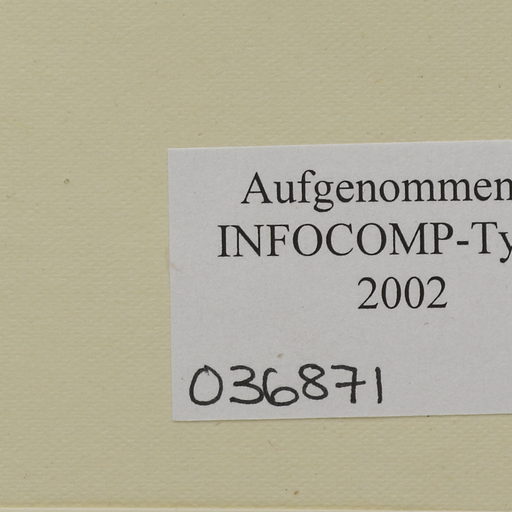 Aufgenommen
INFOCOMP-Ty
2002
036871